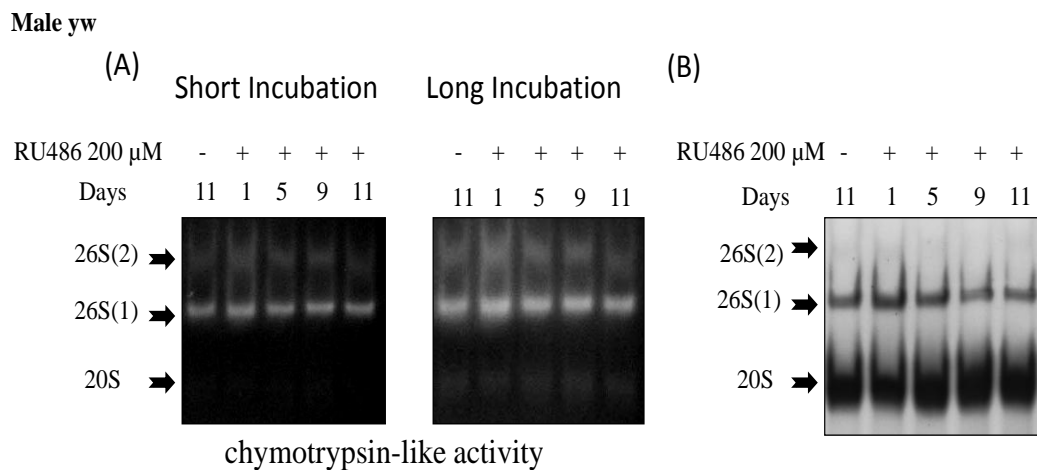 Male yw
(A) (B)
Short Incubation Long Incubation
RU486 200 μM - + + + + - + + + + RU486 200 μM - + + + +
Days 11 1 5 9 11 11 1 5 9 11 11 1 5 9 11
26S(2) 26S(2)
26S(1) 26S(1)
20S 20S
chymotrypsin-like activity